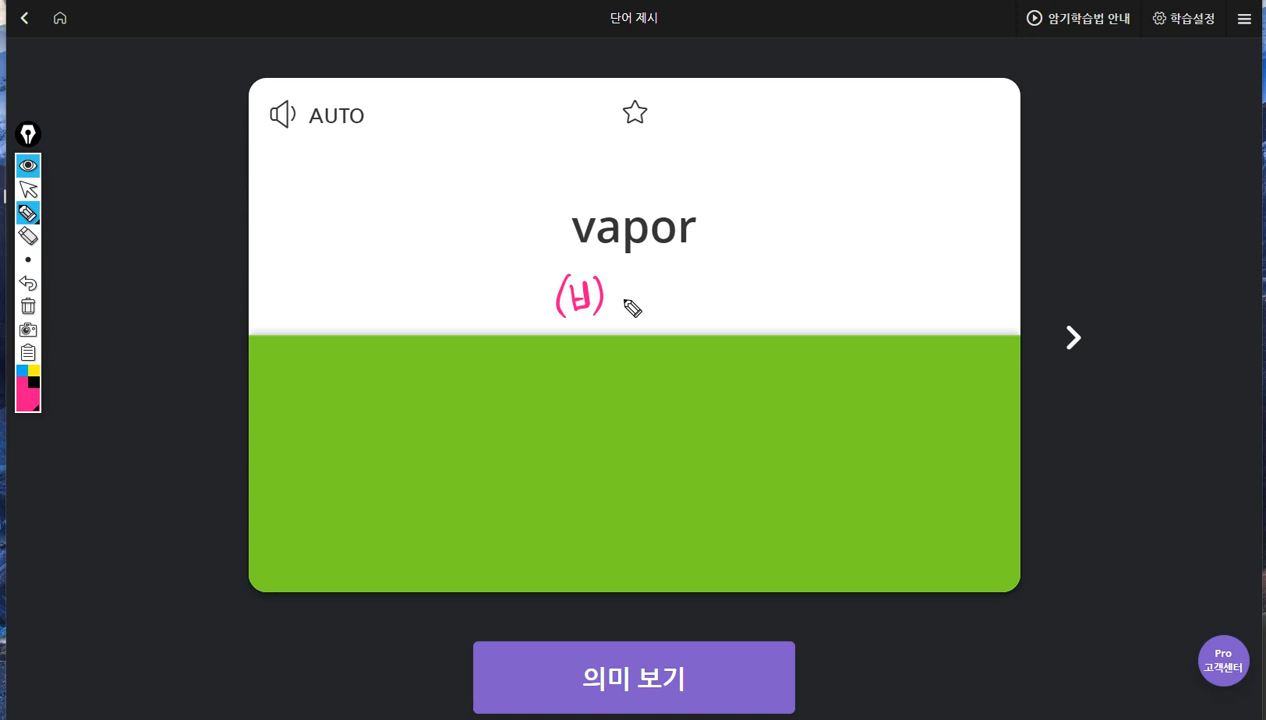 단어 제시
암기학습법 안내
학습설정
AUTO
vapor
(ㅂ)
의미 보기
Pro
고객센터